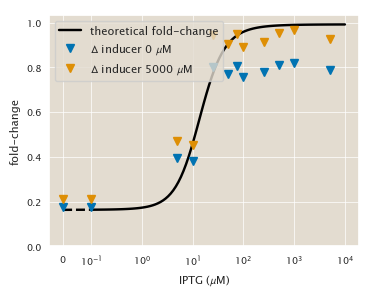 theoretical fold-change
Δ inducer 0 μM
Δ inducer 5000 μM
fold-change
1.0
0.8
0.6
0.4
0.2
0.0
0 10⁻¹ 10⁰ 10¹ 10² 10³ 10⁴
IPTG (μM)